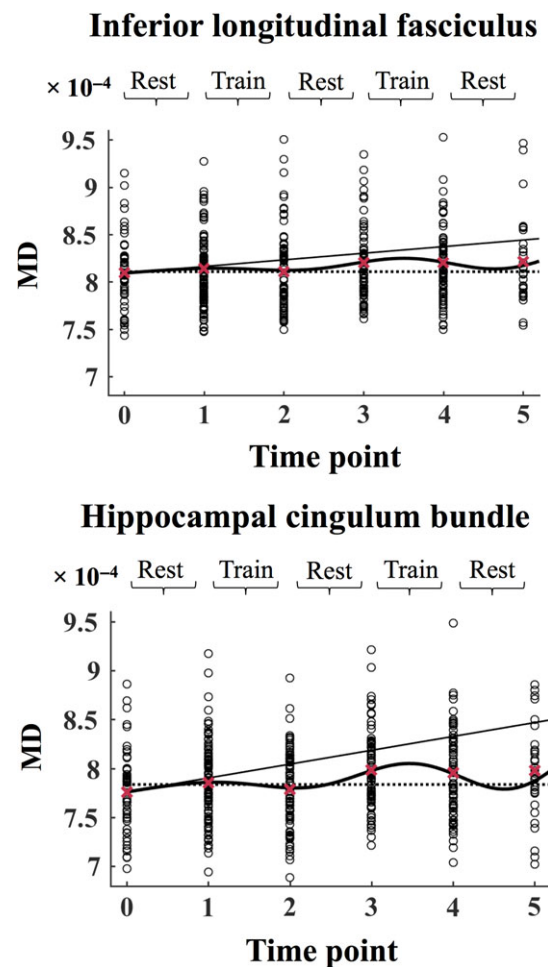 Inferior longitudinal fasciculus
× 10⁻⁴ Rest Train Rest Train Rest
9.5
9
8.5
8
7.5
7
MD
0 1 2 3 4 5
Time point
Hippocampal cingulum bundle
× 10⁻⁴ Rest Train Rest Train Rest
9.5
9
8.5
8
7.5
7
MD
0 1 2 3 4 5
Time point